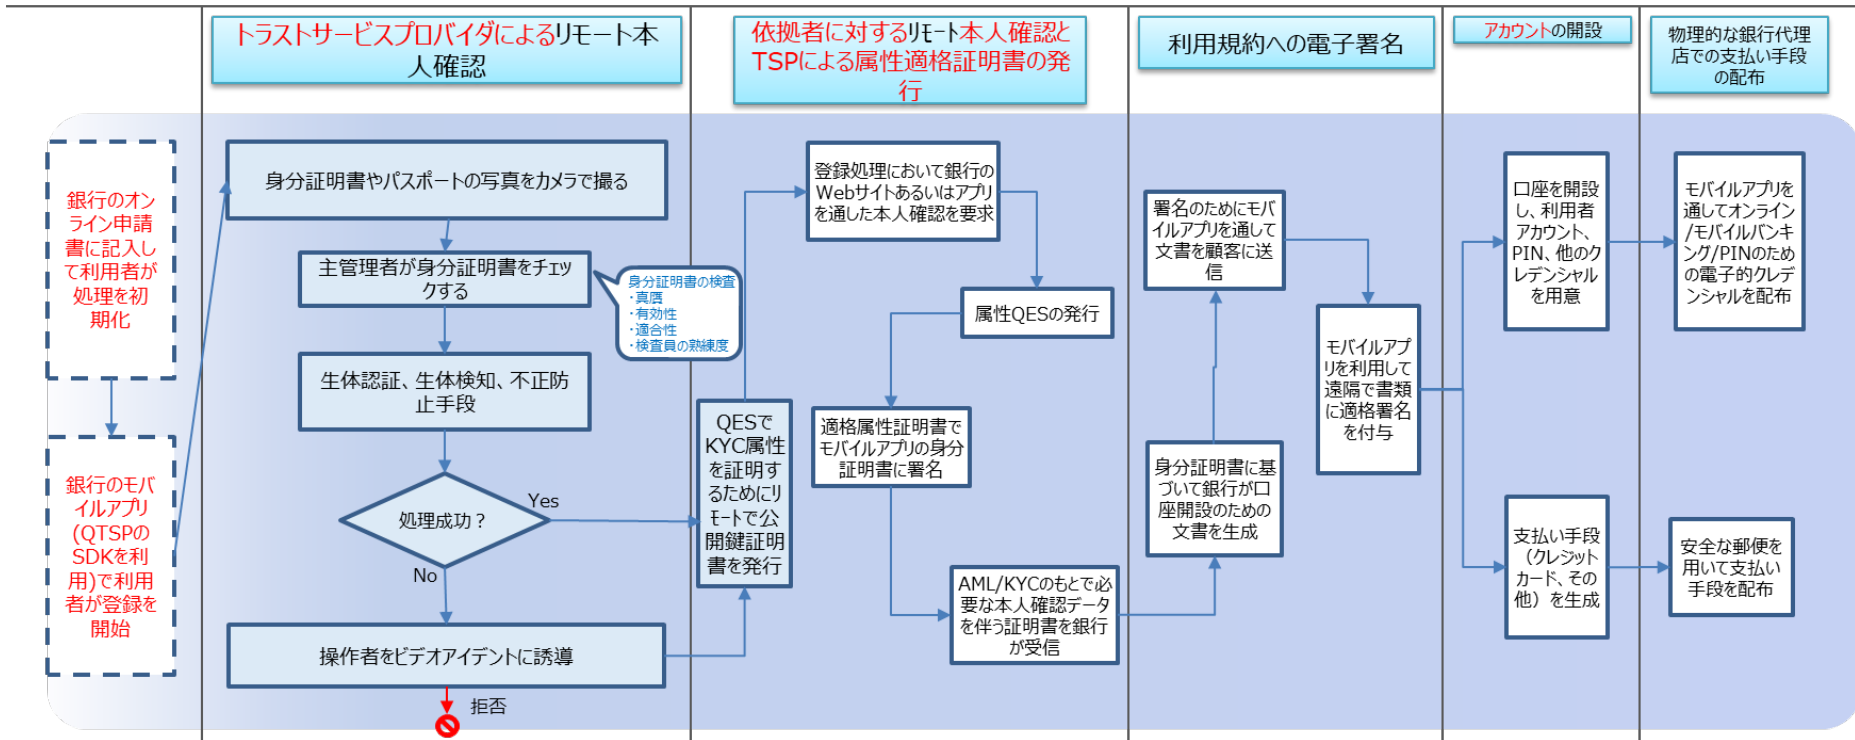 トラストサービスプロバイダによるリモート本
人確認
依拠者に対するリモート本人確認と
TSPによる属性適格証明書の発
行
利用規約への電子署名
アカウントの開設
物理的な銀行代理
店での支払い手段
の配布
銀行のオン
ライン申請
書に記入し
て利用者が
処理を初
期化
銀行のモバ
イルアプリ
(QTSPの
SDKを利
用)で利用
者が登録を
開始
身分証明書やパスポートの写真をカメラで撮る
主管理者が身分証明書をチェッ
クする
身分証明書の検査
・真贋
・有効性
・適合性
・検査員の熟練度
生体認証、生体検知、不正防
止手段
処理成功？
Yes
No
操作者をビデオアイデントに誘導
拒否
QESで
KYC属性
を証明す
るためにリ
モートで公
開鍵証明
書を発行
登録処理において銀行の
Webサイトあるいはアプリ
を通した本人確認を要求
属性QESの発行
適格属性証明書で
モバイルアプリの身分
証明書に署名
AML/KYCのもとで必
要な本人確認データ
を伴う証明書を銀行
が受信
署名のためにモバ
イルアプリを通して
文書を顧客に送
信
身分証明書に基
づいて銀行が口
座開設のための
文書を生成
モバイルアプ
リを利用して
遠隔で書類
に適格署名
を付与
口座を開設
し、利用者
アカウント、
PIN、他のク
レデンシャル
を用意
支払い手段
（クレジット
カード、その
他）を生成
モバイルアプリを
通してオンライン
/モバイルバン
キング/PINのため
の電子的クレデ
ンシャルを配布
安全な郵便を
用いて支払い
手段を配布